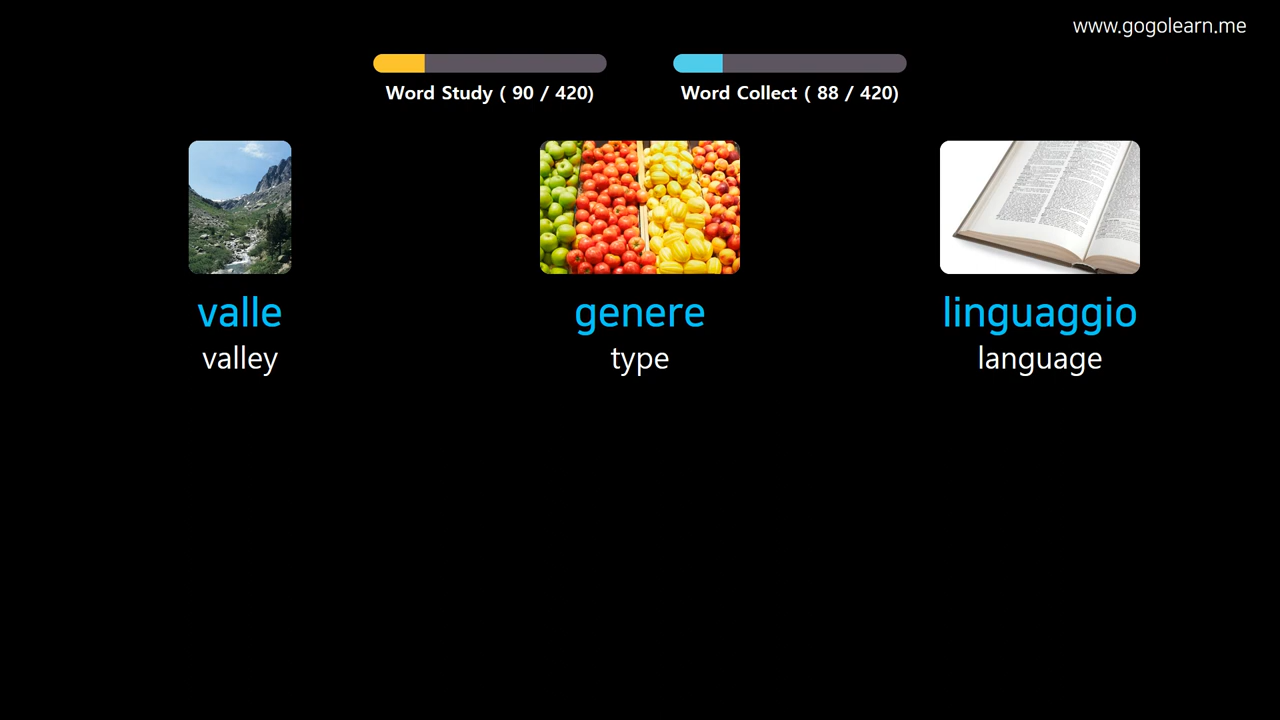 www.gogolearn.me
Word Study ( 90 / 420)
Word Collect ( 88 / 420)
valle
genere
linguaggio
valley
type
language